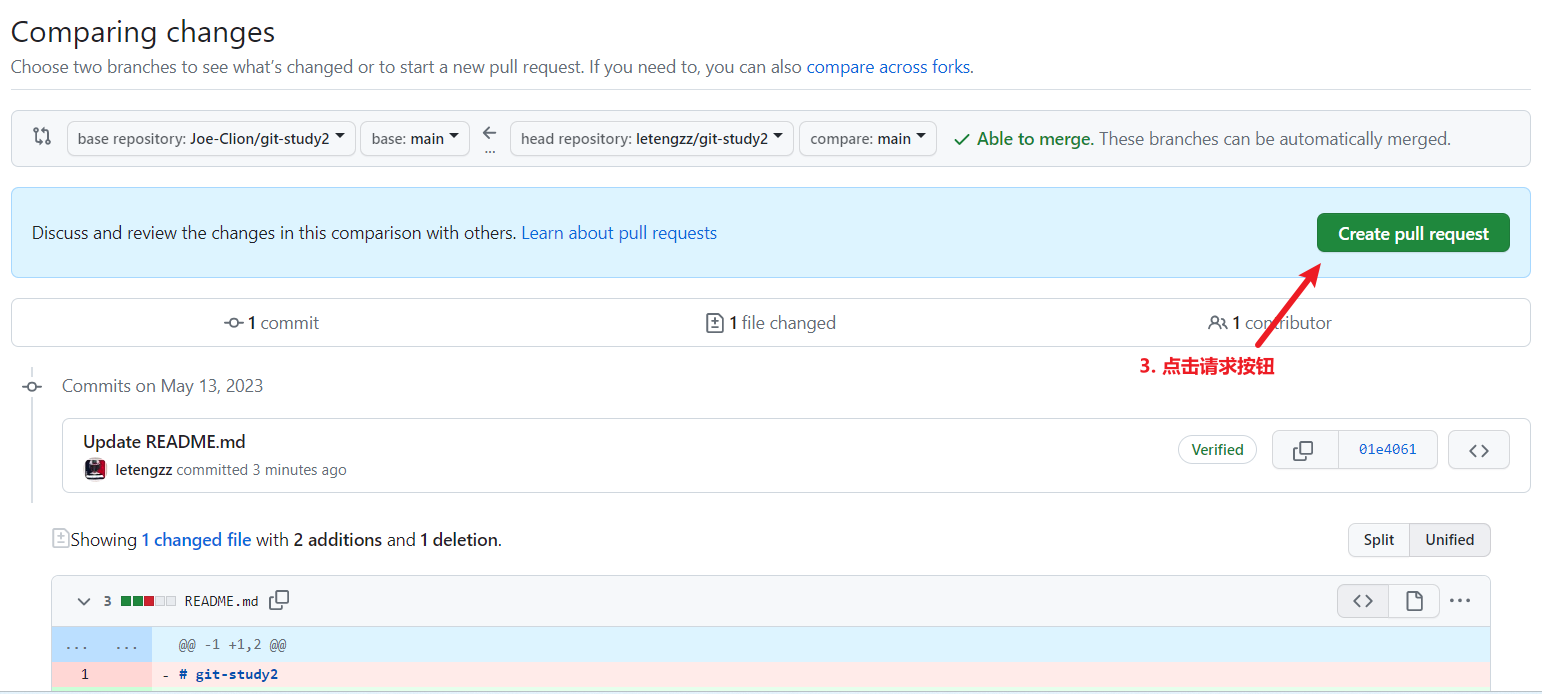 Comparing changes
Choose two branches to see what's changed or to start a new pull request. If you need to, you can also compare across forks.
base repository: Joe-Clion/git-study2 base: main ... head repository: letengzz/git-study2 compare: main Able to merge. These branches can be automatically merged.
Discuss and review the changes in this comparison with others. Learn about pull requests Create pull request
1 commit 1 file changed 1 contributor
3. 点击请求按钮
Commits on May 13, 2023
Update README.md
letengzz committed 3 minutes ago Verified 01e4061
Showing 1 changed file with 2 additions and 1 deletion. Split Unified
3 README.md
... ... @@ -1 +1,2 @@
1 - # git-study2